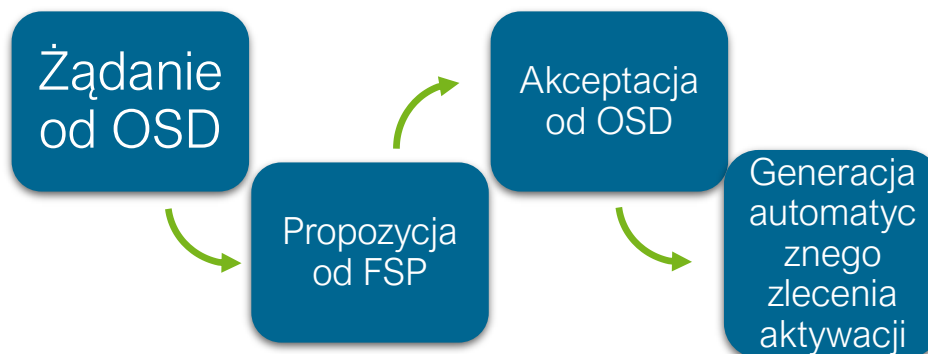 Żądanie
od OSD
Propozycja
od FSP
Akceptacja
od OSD
Generacja
automatyc
znego
zlecenia
aktywacji